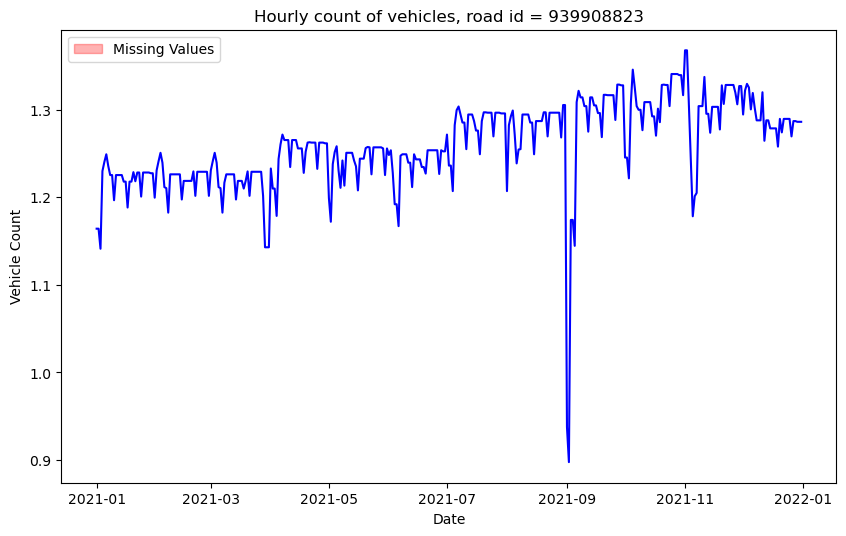 Hourly count of vehicles, road id = 939908823
Missing Values
Vehicle Count
1.3
1.2
1.1
1.0
0.9
2021-01 2021-03 2021-05 2021-07 2021-09 2021-11 2022-01
Date